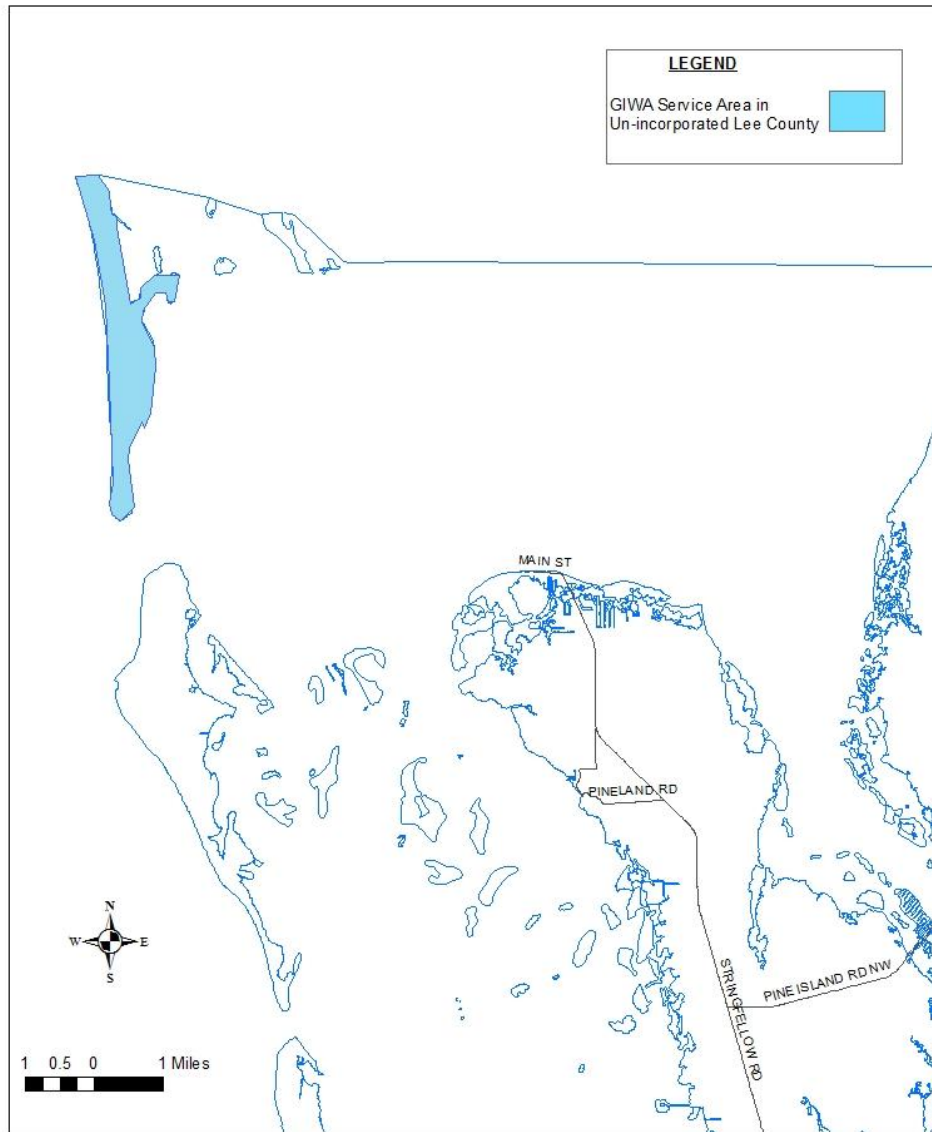 LEGEND
GIWA Service Area in
Un-incorporated Lee County
MAIN ST
PINELAND RD
N
W E
S
STRINGFELLOW RD
PINE ISLAND RD NW
1 0.5 0 1 Miles